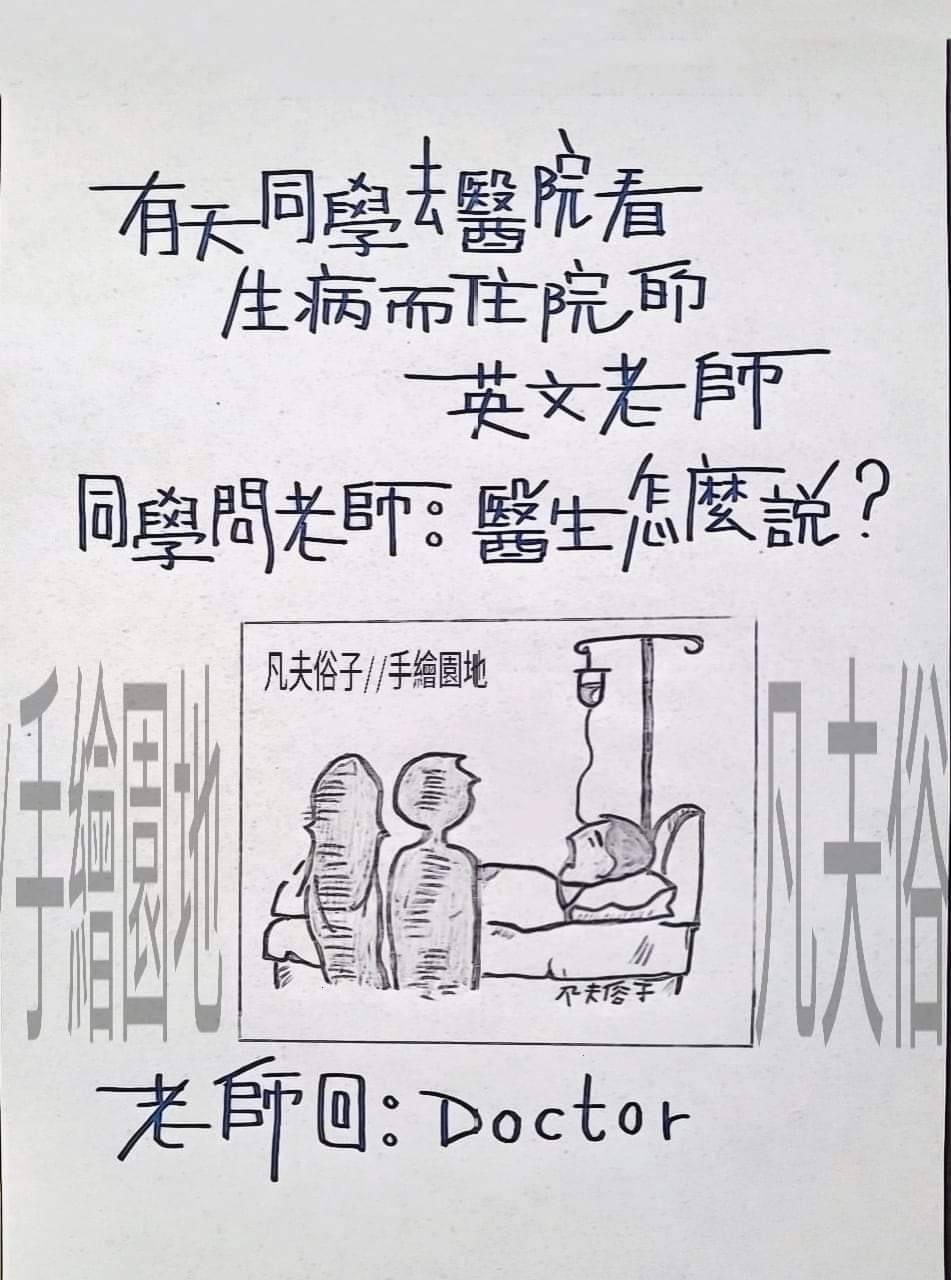 有天同學去醫院看
生病而住院的
英文老師
同學問老師：醫生怎麼説？
凡夫俗子//手繪園地
/手繪園地
凡夫俗
凡夫俗子
老師回：Doctor